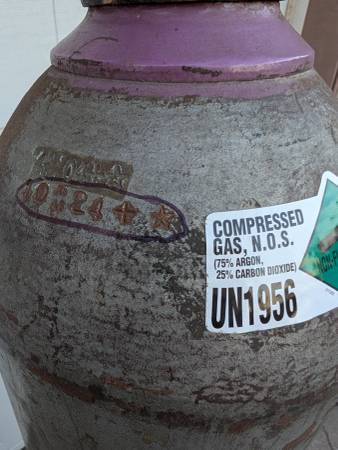 COMPRESSED
GAS, N.O.S.
(75% ARGON,
25% CARBON DIOXIDE)
UN1956